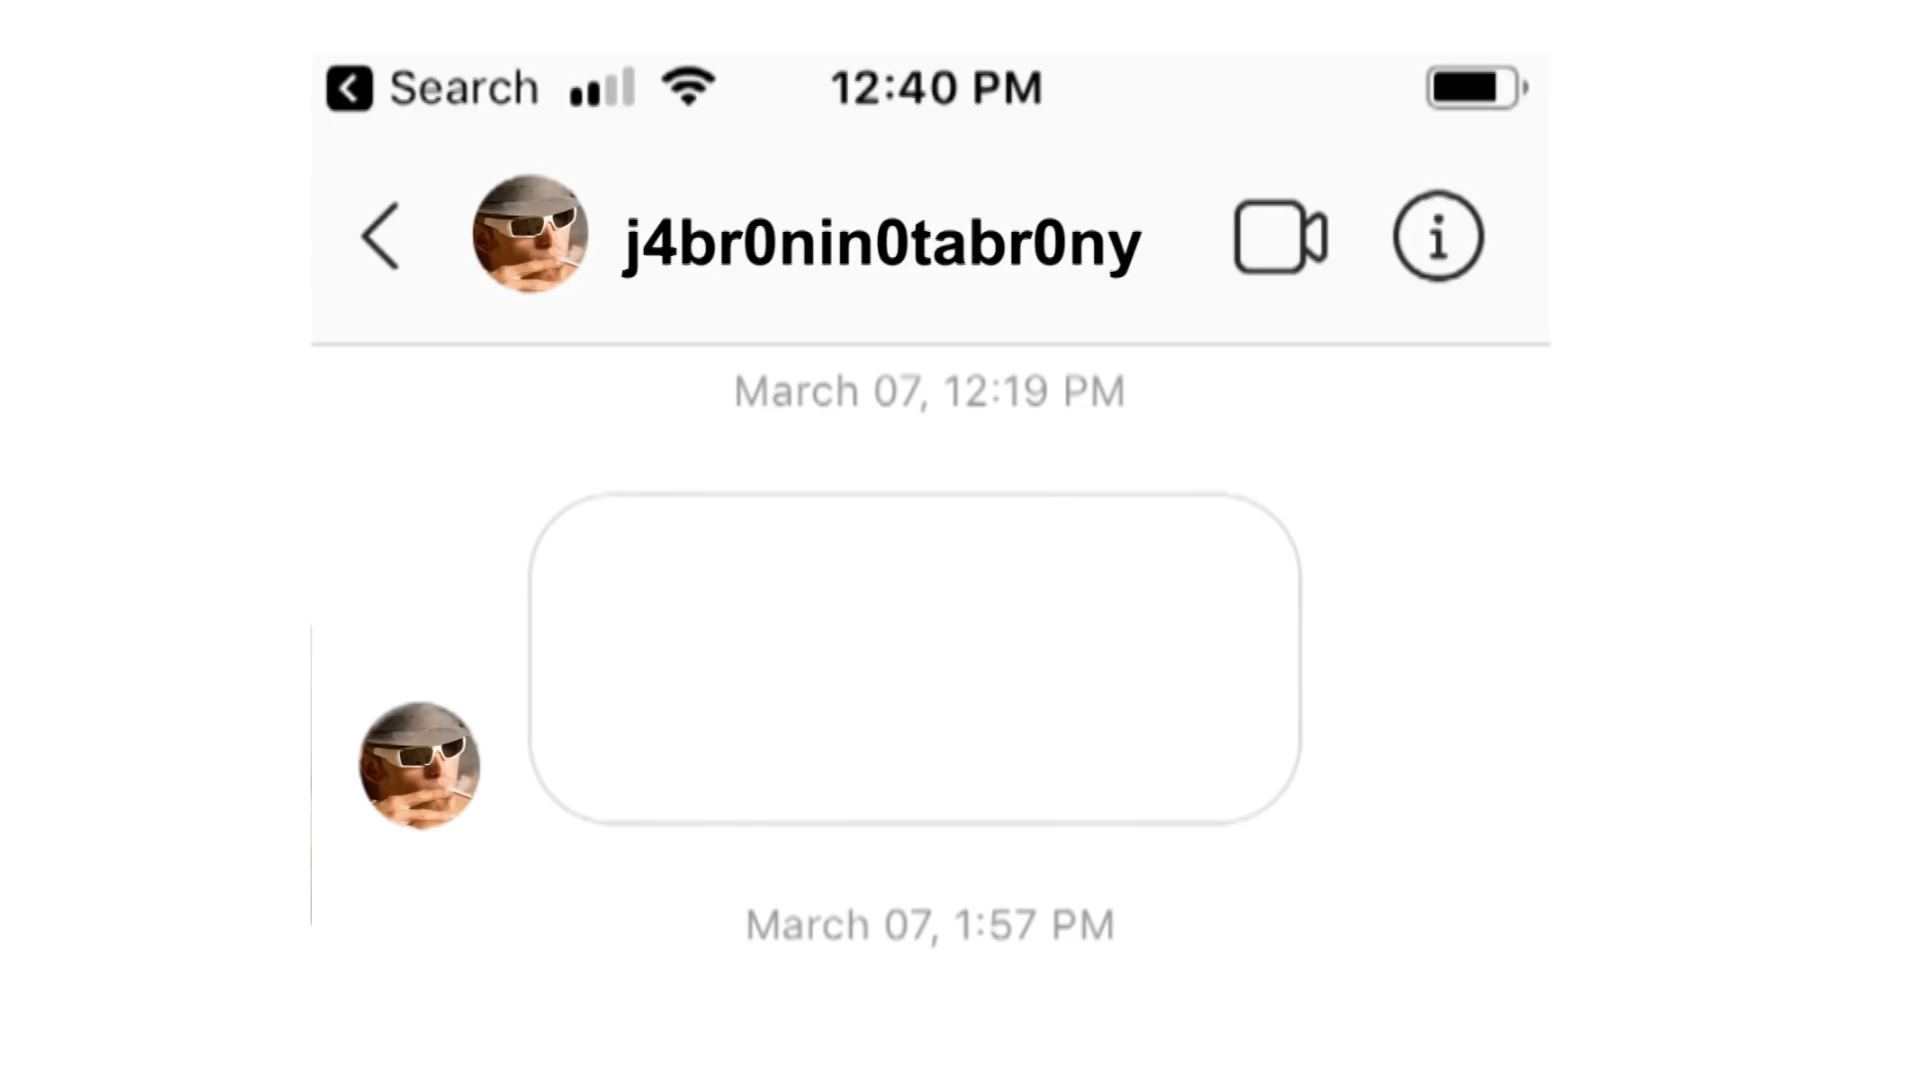 Search 12:40 PM
j4br0nin0tabr0ny
March 07, 12:19 PM
March 07, 1:57 PM